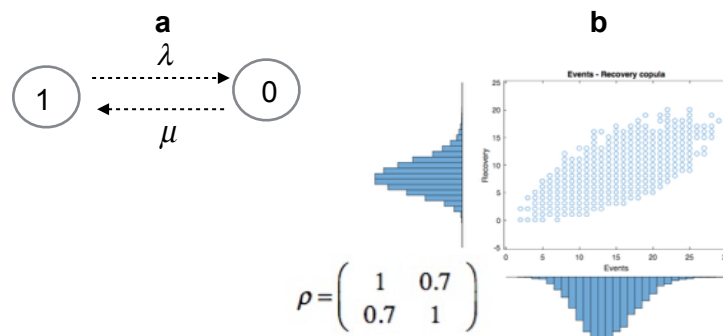 a
λ
1
0
μ
b
Events - Recovery copula
25
20
15
10
5
0
-5
Recovery
0 5 10 15 20 25
Events
ρ = ( 1 0.7
0.7 1 )